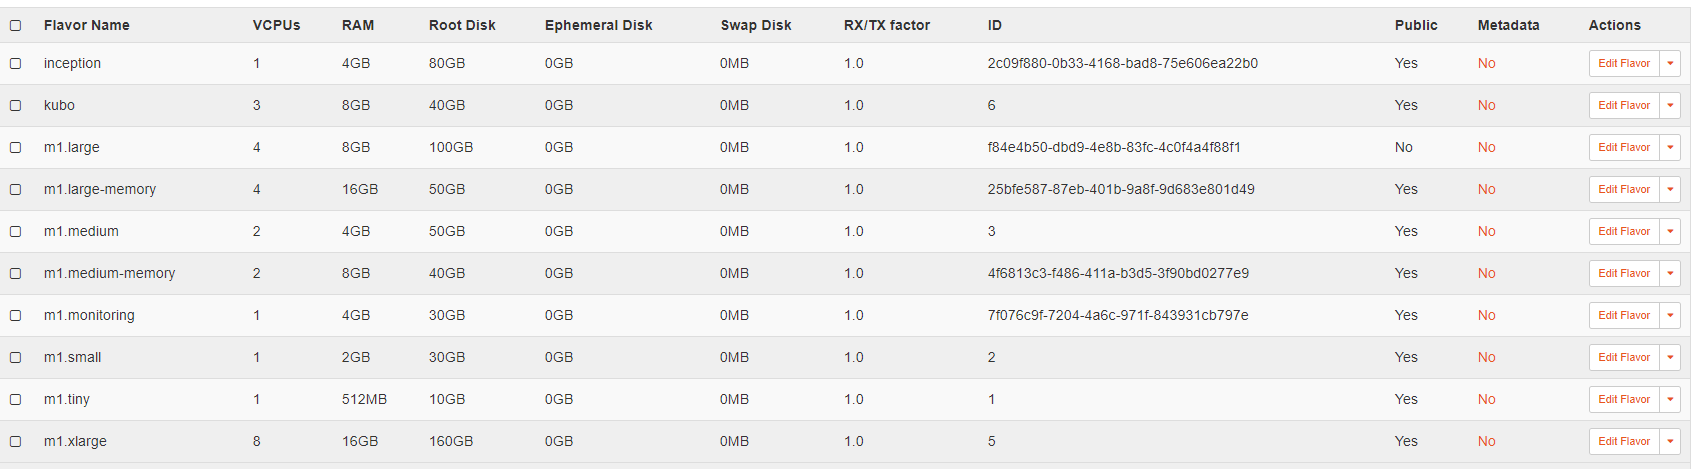 Flavor Name VCPUs RAM Root Disk Ephemeral Disk Swap Disk RX/TX factor ID Public Metadata Actions
inception 1 4GB 80GB 0GB 0MB 1.0 2c09f880-0b33-4168-bad8-75e606ea22b0 Yes No Edit Flavor
kubo 3 8GB 40GB 0GB 0MB 1.0 6 Yes No Edit Flavor
m1.large 4 8GB 100GB 0GB 0MB 1.0 f84e4b50-dbd9-4e8b-83fc-4c0f4a4f88f1 No No Edit Flavor
m1.large-memory 4 16GB 50GB 0GB 0MB 1.0 25bfe587-87eb-401b-9a8f-9d683e801d49 Yes No Edit Flavor
m1.medium 2 4GB 50GB 0GB 0MB 1.0 3 Yes No Edit Flavor
m1.medium-memory 2 8GB 40GB 0GB 0MB 1.0 4f6813c3-f486-411a-b3d5-3f90bd0277e9 Yes No Edit Flavor
m1.monitoring 1 4GB 30GB 0GB 0MB 1.0 7f076c9f-7204-4a6c-971f-843931cb797e Yes No Edit Flavor
m1.small 1 2GB 30GB 0GB 0MB 1.0 2 Yes No Edit Flavor
m1.tiny 1 512MB 10GB 0GB 0MB 1.0 1 Yes No Edit Flavor
m1.xlarge 8 16GB 160GB 0GB 0MB 1.0 5 Yes No Edit Flavor